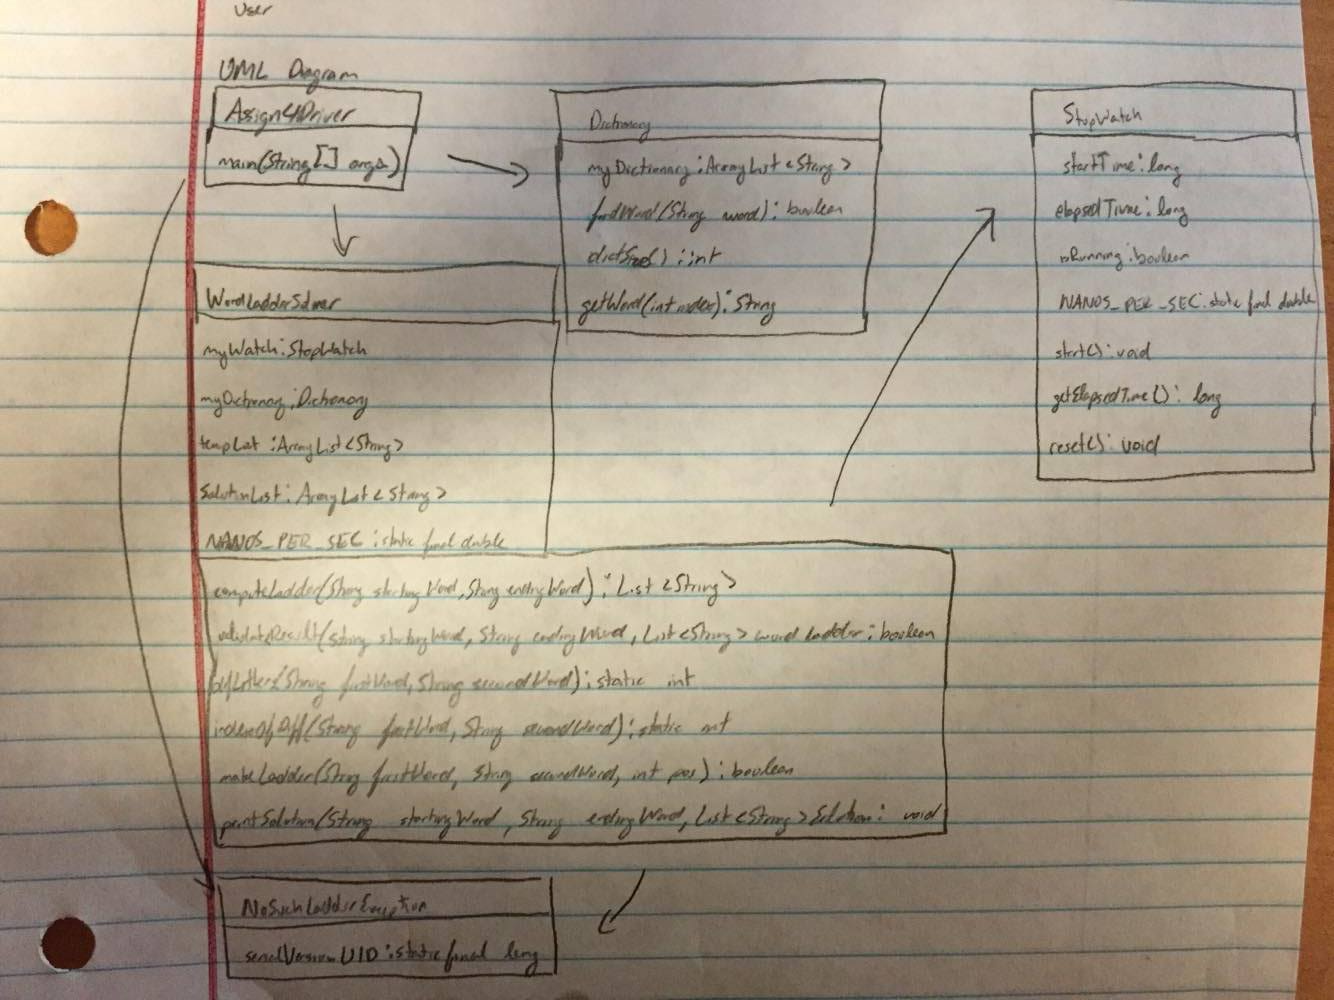 User
UML Diagram
Assign4Driver
main(String[] args)
Dictionary
myDictionary : ArrayList<String>
findWord(String word) : boolean
dictSize() : int
getWord(int index) : String
StopWatch
startTime : long
elapsedTime : long
isRunning : boolean
NANOS_PER_SEC : static final double
start() : void
getElapsedTime() : long
reset() : void
WordLadderSolver
myWatch : StopWatch
myDictionary : Dictionary
tempList : ArrayList<String>
SolutionList : ArrayList<String>
NANOS_PER_SEC : static final double
computeLadder(String startingWord, String endingWord) : List<String>
validateResult(String startingWord, String endingWord, List<String> wordLadder : boolean
(String firstWord, String secondWord) : static int
indexOfDiff(String firstWord, String secondWord) : static int
makeLadder(String firstWord, String secondWord, int pos) : boolean
printSolution(String startingWord, String endingWord, List<String> Solution : void
NoSuchLadderException
serialVersionUID : static final long